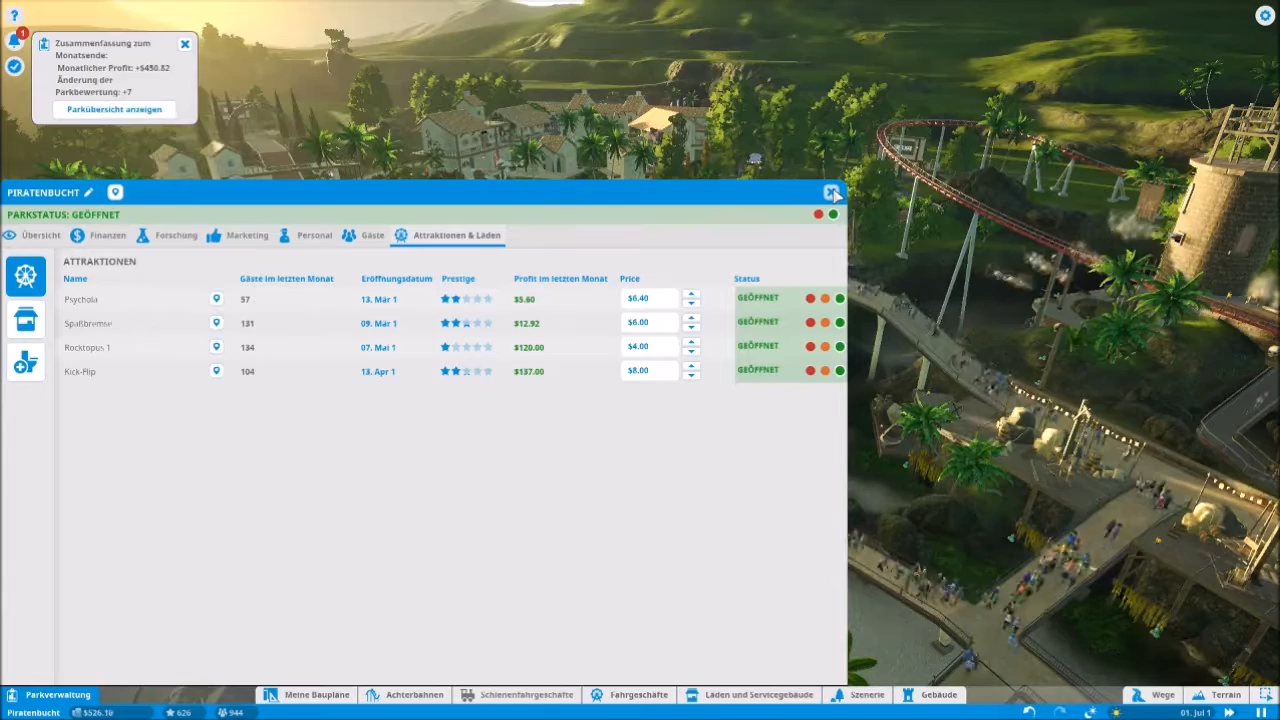 ?
1
Zusammenfassung zum
Monatsende:
Monatlicher Profit: +$450.82
Änderung der
Parkbewertung: +7
Parkübersicht anzeigen
PIRATENBUCHT
PARKSTATUS: GEÖFFNET
Übersicht Finanzen Forschung Marketing Personal Gäste Attraktionen & Läden
ATTRAKTIONEN
Name Gäste im letzten Monat Eröffnungsdatum Prestige Profit im letzten Monat Price Status
Psychola 57 13. Mär 1 $5.60 $6.40 GEÖFFNET
Spaßbremse 131 09. Mär 1 $12.92 $6.00 GEÖFFNET
Rocktopus 1 134 07. Mai 1 $120.00 $4.00 GEÖFFNET
Kick-Flip 104 13. Apr 1 $137.00 $8.00 GEÖFFNET
Parkverwaltung Meine Baupläne Achterbahnen Schienenfahrgeschäfte Fahrgeschäfte Läden und Servicegebäude Szenerie Gebäude Wege Terrain
Piratenbucht $526.10 626 944 01. Jul 1